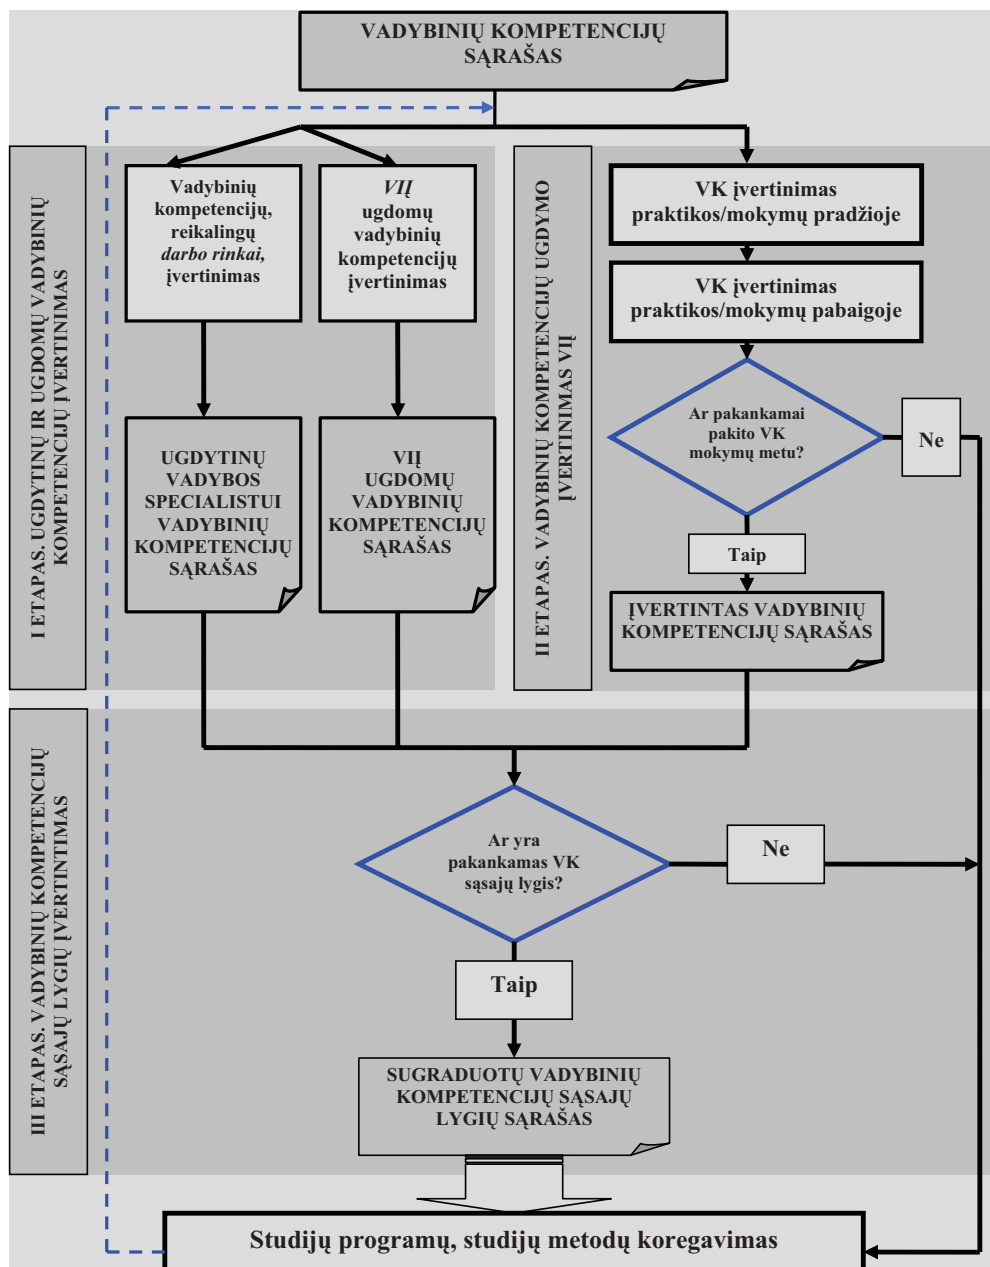 VADYBINIŲ KOMPETENCIJŲ
SĄRAŠAS
I ETAPAS. UGDYTINŲ IR UGDOMŲ VADYBINIŲ
KOMPETENCIJŲ ĮVERTINIMAS
Vadybinių
kompetencijų,
reikalingų
darbo rinkai,
įvertinimas
VIĮ
ugdomų
vadybinių
kompetencijų
įvertinimas
UGDYTINŲ
VADYBOS
SPECIALISTUI
VADYBINIŲ
KOMPETENCIJŲ
SĄRAŠAS
VIĮ
UGDOMŲ
VADYBINIŲ
KOMPETENCIJŲ
SĄRAŠAS
II ETAPAS. VADYBINIŲ KOMPETENCIJŲ UGDYMO
ĮVERTINIMAS VIĮ
VK įvertinimas
praktikos/mokymų pradžioje
VK įvertinimas
praktikos/mokymų pabaigoje
Ar pakankamai
pakito VK
mokymų metu?
Ne
Taip
ĮVERTINTAS VADYBINIŲ
KOMPETENCIJŲ SĄRAŠAS
III ETAPAS. VADYBINIŲ KOMPETENCIJŲ
SĄSAJŲ LYGIŲ ĮVERTINTIMAS
Ar yra
pakankamas VK
sąsajų lygis?
Ne
Taip
SUGRADUOTŲ VADYBINIŲ
KOMPETENCIJŲ SĄSAJŲ
LYGIŲ SĄRAŠAS
Studijų programų, studijų metodų koregavimas